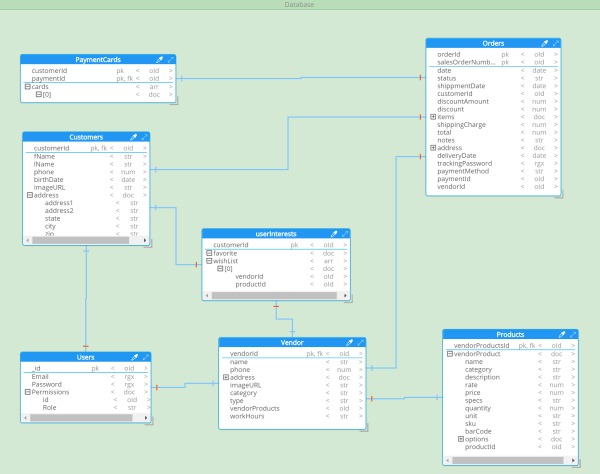 Database
PaymentCards
customerId pk < oid >
paymentId pk, fk < oid >
cards < arr >
[0] < doc >
Orders
orderId pk < oid >
salesOrderNumb... pk < oid >
date < date >
status < str >
shippmentDate < date >
customerId < oid >
discountAmount < num >
discount < num >
items < doc >
shippingCharge < num >
total < num >
notes < str >
address < doc >
deliveryDate < date >
trackingPassword < rgx >
paymentMethod < str >
paymentId < oid >
vendorId < oid >
Customers
customerId pk, fk < oid >
fName < str >
lName < str >
phone < num >
birthDate < date >
imageURL < str >
address < doc >
address1 < str >
address2 < str >
state < str >
city < str >
zip < str
userInterests
customerId pk < oid >
favorite < doc >
wishList < arr >
[0] < doc >
vendorId < oid >
productId < oid >
Users
_id pk < oid >
Email < rgx >
Password < rgx >
Permissions < doc >
id < oid >
Role < str >
Vendor
vendorId pk, fk < oid >
name < str >
phone < num >
address < doc >
imageURL < str >
category < str >
type < str >
vendorProducts < oid >
workHours < str >
Products
vendorProductsId pk, fk < oid >
vendorProduct < doc >
name < str >
category < str >
description < str >
rate < num >
price < num >
specs < str >
quantity < num >
unit < str >
sku < str >
barCode < str >
options < doc >
productId < oid >